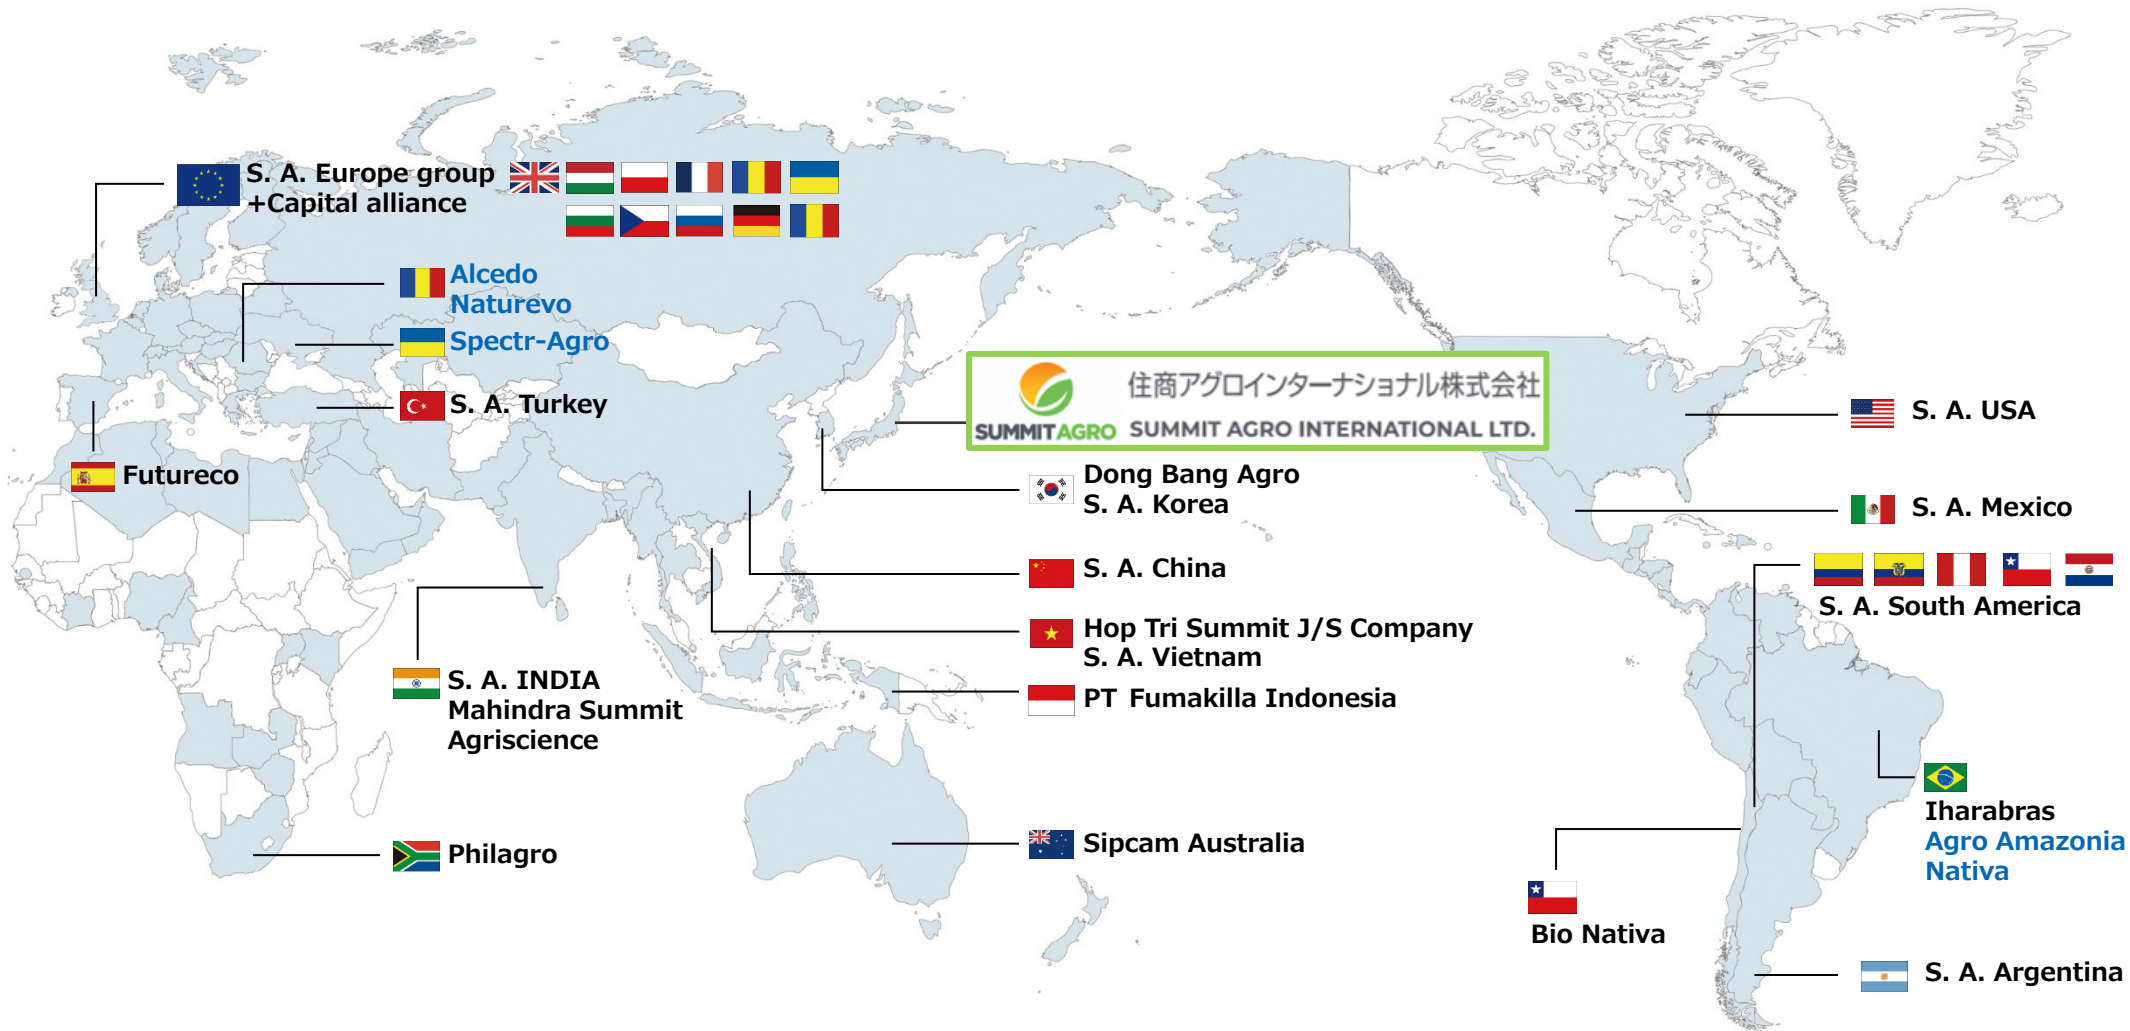 S. A. Europe group
+Capital alliance
Alcedo
Naturevo
Spectr-Agro
S. A. Turkey
Futureco
住商アグロインターナショナル株式会社
SUMMIT AGRO
SUMMIT AGRO INTERNATIONAL LTD.
S. A. USA
Dong Bang Agro
S. A. Korea
S. A. Mexico
S. A. China
S. A. South America
Hop Tri Summit J/S Company
S. A. Vietnam
S. A. INDIA
Mahindra Summit
Agriscience
PT Fumakilla Indonesia
Iharabras
Agro Amazonia
Nativa
Philagro
Sipcam Australia
Bio Nativa
S. A. Argentina